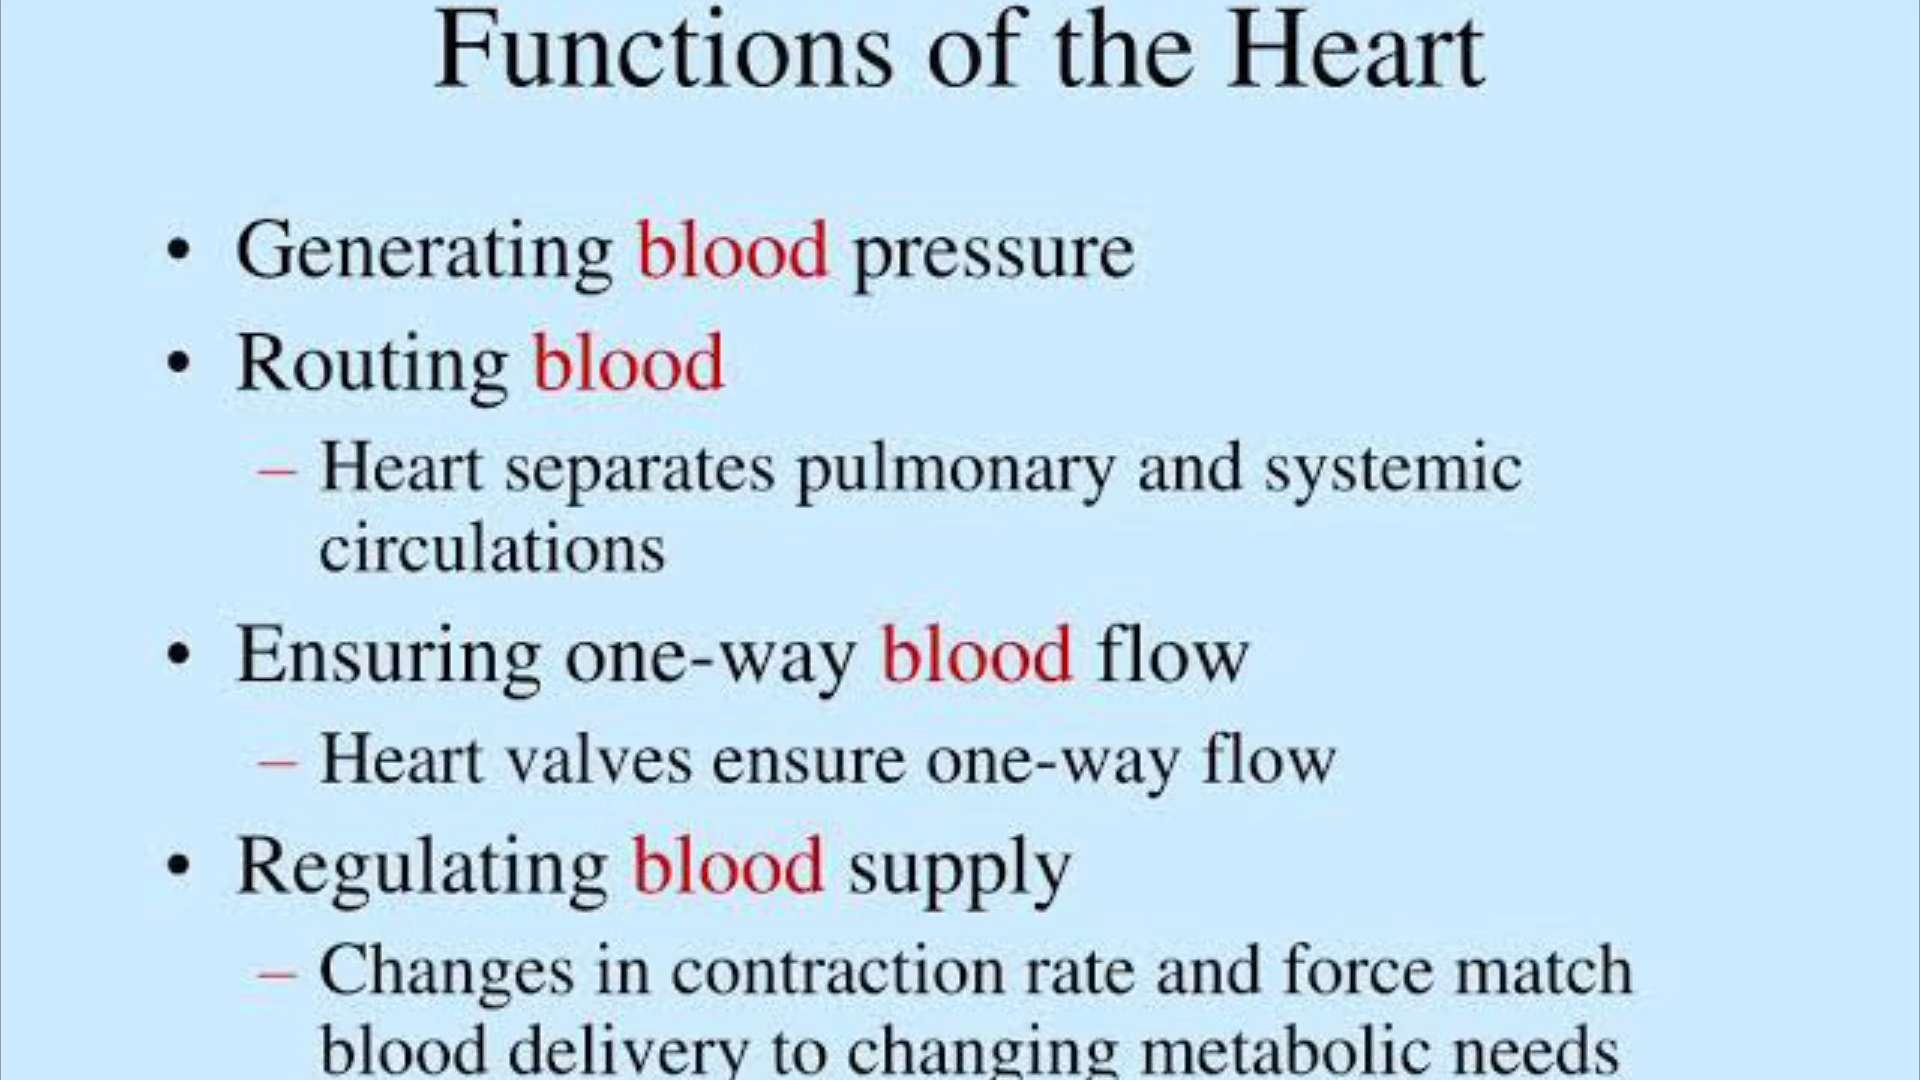 Functions of the Heart
• Generating blood pressure
• Routing blood
– Heart separates pulmonary and systemic
circulations
• Ensuring one-way blood flow
– Heart valves ensure one-way flow
• Regulating blood supply
– Changes in contraction rate and force match
blood delivery to changing metabolic needs